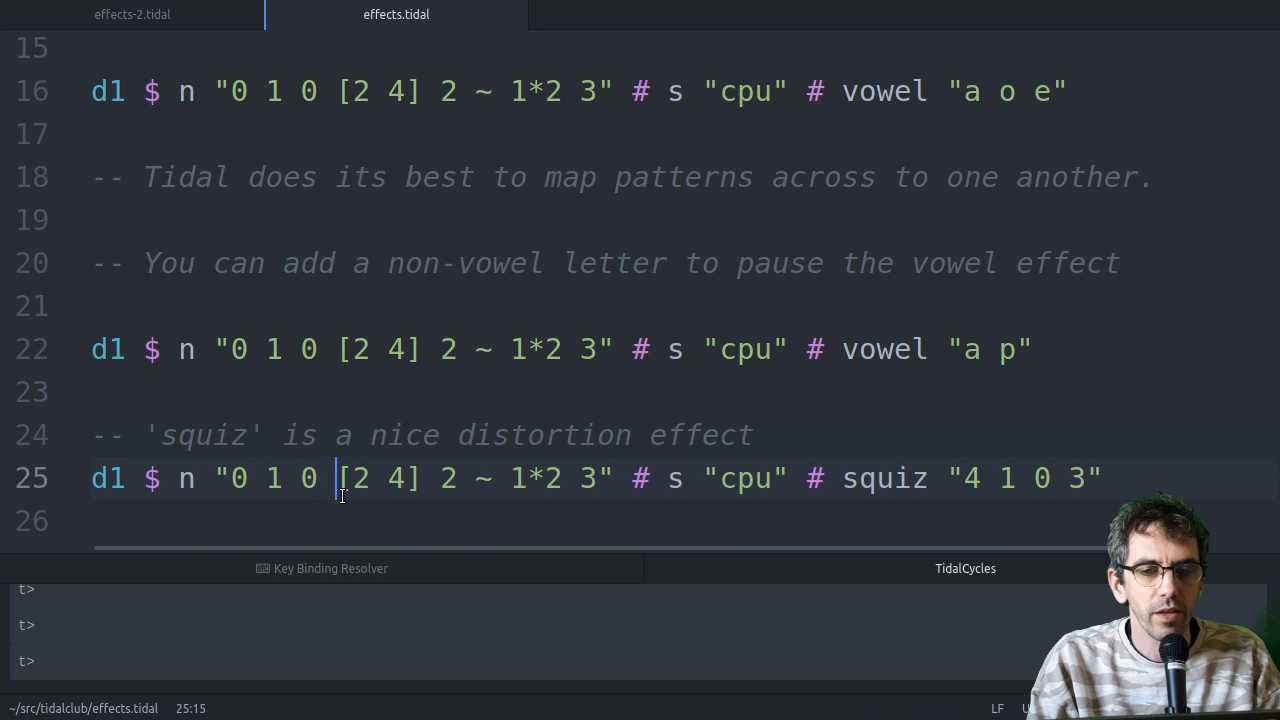 effects-2.tidal
effects.tidal
15
16 d1 $ n "0 1 0 [2 4] 2 ~ 1*2 3" # s "cpu" # vowel "a o e"
17
18 -- Tidal does its best to map patterns across to one another.
19
20 -- You can add a non-vowel letter to pause the vowel effect
21
22 d1 $ n "0 1 0 [2 4] 2 ~ 1*2 3" # s "cpu" # vowel "a p"
23
24 -- 'squiz' is a nice distortion effect
25 d1 $ n "0 1 0 [2 4] 2 ~ 1*2 3" # s "cpu" # squiz "4 1 0 3"
26
Key Binding Resolver
TidalCycles
t>
t>
t>
~/src/tidalclub/effects.tidal 25:15 LF